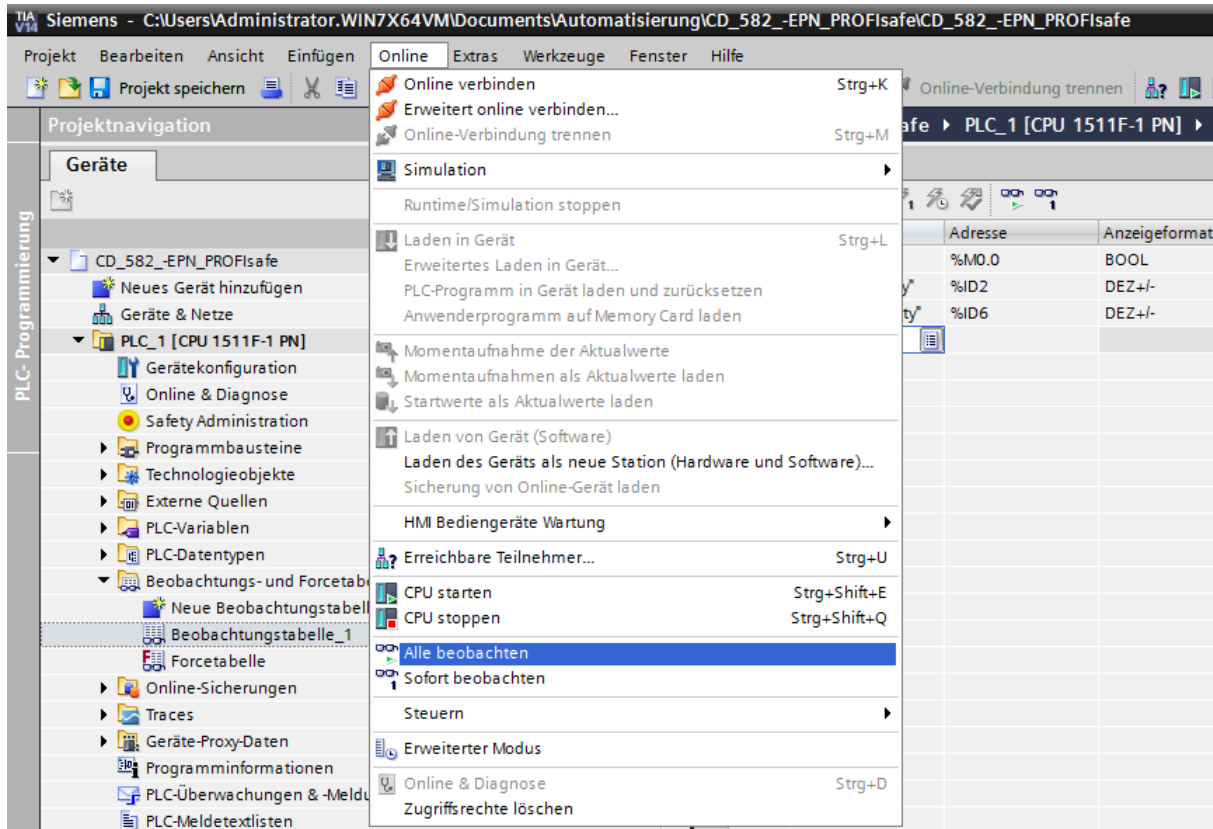 TIA V14 Siemens - C:\Users\Administrator.WIN7X64VM\Documents\Automatisierung\CD_582_-EPN_PROFIsafe\CD_582_-EPN_PROFIsafe
Projekt Bearbeiten Ansicht Einfügen Online Extras Werkzeuge Fenster Hilfe
Projekt speichern Online-Verbindung trennen
Projektnavigation
afe PLC_1 [CPU 1511F-1 PN]
Geräte
PLC-Programmierung
CD_582_-EPN_PROFIsafe
Neues Gerät hinzufügen
Geräte & Netze
PLC_1 [CPU 1511F-1 PN]
Gerätekonfiguration
Online & Diagnose
Safety Administration
Programmbausteine
Technologieobjekte
Externe Quellen
PLC-Variablen
PLC-Datentypen
Beobachtungs- und Forcetabe
Neue Beobachtungstabell
Beobachtungstabelle_1
Forcetabelle
Online-Sicherungen
Traces
Geräte-Proxy-Daten
Programminformationen
PLC-Überwachungen & -Meldu
PLC-Meldetextlisten
Online verbinden Strg+K
Erweitert online verbinden...
Online-Verbindung trennen Strg+M
Simulation
Runtime/Simulation stoppen
Laden in Gerät Strg+L
Erweitertes Laden in Gerät...
PLC-Programm in Gerät laden und zurücksetzen
Anwenderprogramm auf Memory Card laden
Momentaufnahme der Aktualwerte
Momentaufnahmen als Aktualwerte laden
Startwerte als Aktualwerte laden
Laden von Gerät (Software)
Laden des Geräts als neue Station (Hardware und Software)...
Sicherung von Online-Gerät laden
HMI Bediengeräte Wartung
Erreichbare Teilnehmer... Strg+U
CPU starten Strg+Shift+E
CPU stoppen Strg+Shift+Q
Alle beobachten
Sofort beobachten
Steuern
Erweiterter Modus
Online & Diagnose Strg+D
Zugriffsrechte löschen
Adresse Anzeigeformat
%M0.0 BOOL
y" %ID2 DEZ+/-
ty" %ID6 DEZ+/-